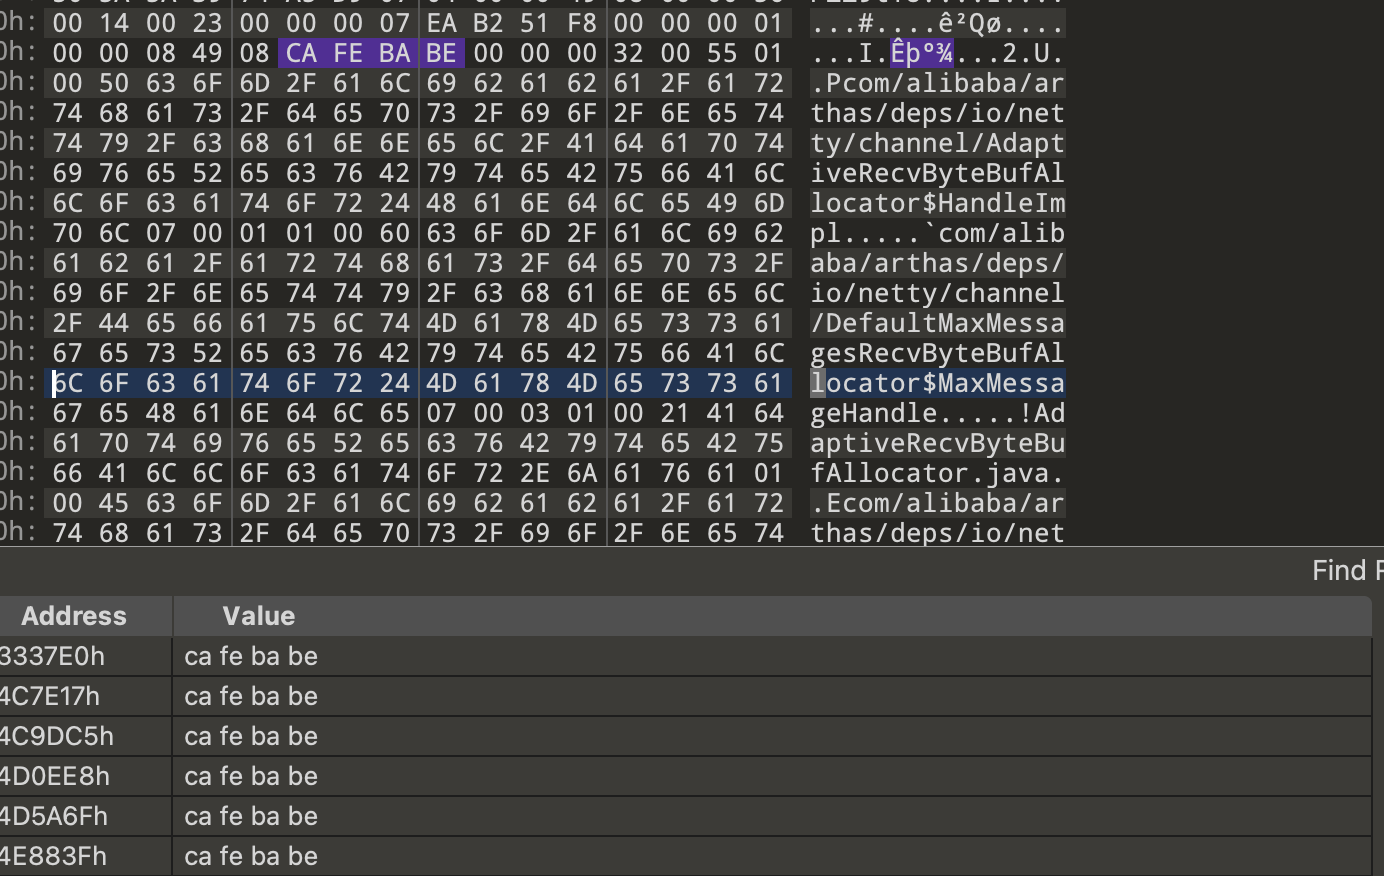 0h: 00 14 00 23 00 00 00 07 EA B2 51 F8 00 00 00 01 ...#....ê²Qø....
0h: 00 00 08 49 08 CA FE BA BE 00 00 00 32 00 55 01 ...I.Êþº¾...2.U.
0h: 00 50 63 6F 6D 2F 61 6C 69 62 61 62 61 2F 61 72 .Pcom/alibaba/ar
0h: 74 68 61 73 2F 64 65 70 73 2F 69 6F 2F 6E 65 74 thas/deps/io/net
0h: 74 79 2F 63 68 61 6E 6E 65 6C 2F 41 64 61 70 74 ty/channel/Adapt
0h: 69 76 65 52 65 63 76 42 79 74 65 42 75 66 41 6C iveRecvByteBufAl
0h: 6C 6F 63 61 74 6F 72 24 48 61 6E 64 6C 65 49 6D locator$HandleIm
0h: 70 6C 07 00 01 01 00 60 63 6F 6D 2F 61 6C 69 62 pl.....`com/alib
0h: 61 62 61 2F 61 72 74 68 61 73 2F 64 65 70 73 2F aba/arthas/deps/
0h: 69 6F 2F 6E 65 74 74 79 2F 63 68 61 6E 6E 65 6C io/netty/channel
0h: 2F 44 65 66 61 75 6C 74 4D 61 78 4D 65 73 73 61 /DefaultMaxMessa
0h: 67 65 73 52 65 63 76 42 79 74 65 42 75 66 41 6C gesRecvByteBufAl
0h: 6C 6F 63 61 74 6F 72 24 4D 61 78 4D 65 73 73 61 locator$MaxMessa
0h: 67 65 48 61 6E 64 6C 65 07 00 03 01 00 21 41 64 geHandle.....!Ad
0h: 61 70 74 69 76 65 52 65 63 76 42 79 74 65 42 75 aptiveRecvByteBu
0h: 66 41 6C 6C 6F 63 61 74 6F 72 2E 6A 61 76 61 01 fAllocator.java.
0h: 00 45 63 6F 6D 2F 61 6C 69 62 61 62 61 2F 61 72 .Ecom/alibaba/ar
0h: 74 68 61 73 2F 64 65 70 73 2F 69 6F 2F 6E 65 74 thas/deps/io/net
Find
Address Value
3337E0h ca fe ba be
4C7E17h ca fe ba be
4C9DC5h ca fe ba be
4D0EE8h ca fe ba be
4D5A6Fh ca fe ba be
4E883Fh ca fe ba be